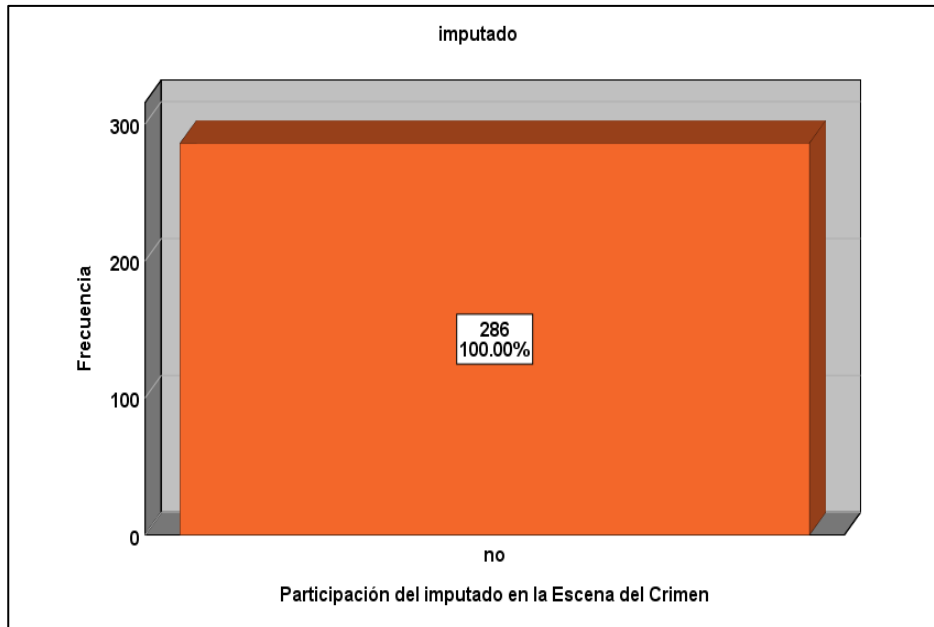 imputado
300
200
100
0
Frecuencia
286
100.00%
no
Participación del imputado en la Escena del Crimen